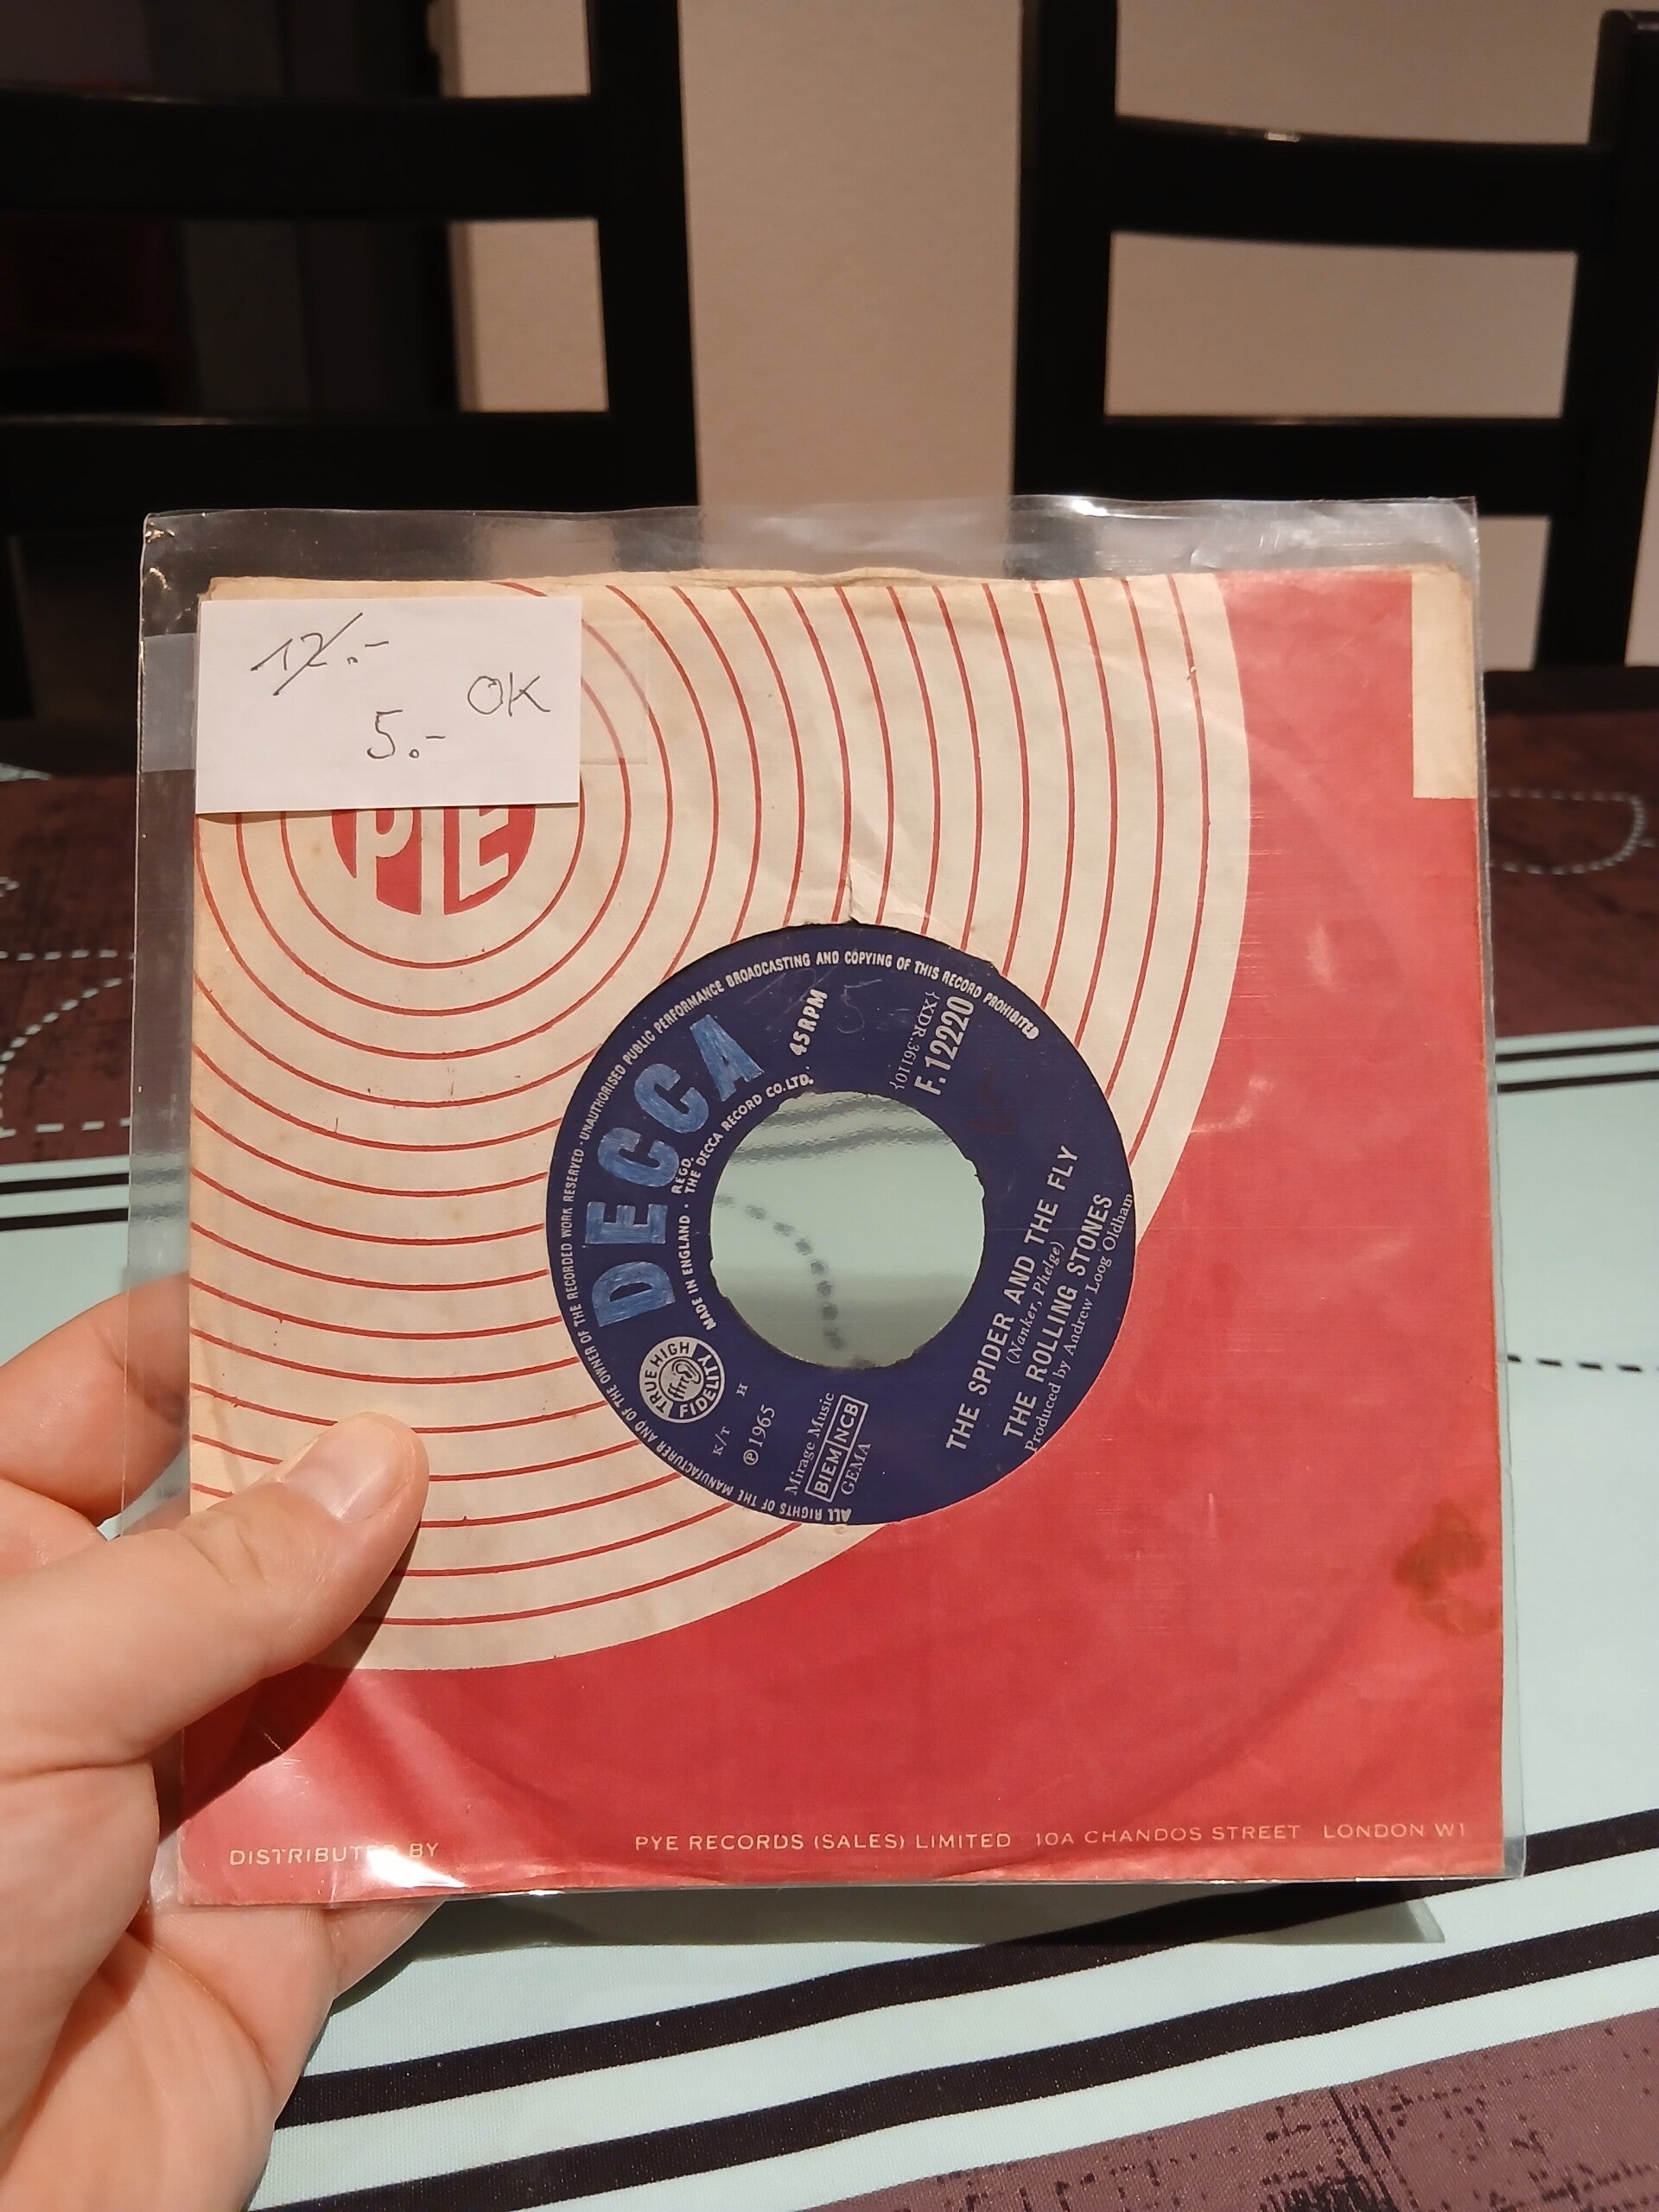 12.-
OK
5.-
PYE
ALL RIGHTS OF THE MANUFACTURER AND OF THE OWNER OF THE RECORDED WORK RESERVED · UNAUTHORISED PUBLIC PERFORMANCE BROADCASTING AND COPYING OF THIS RECORD PROHIBITED
DECCA
REGD.
MADE IN ENGLAND · THE DECCA RECORD CO. LTD.
45 RPM
(XDR.36110)
F.12220
TRUE HIGH FIDELITY
K/T
H
℗1965
Mirage Music
BIEM/NCB
GEMA
THE SPIDER AND THE FLY
(Nanker, Phelge)
THE ROLLING STONES
Produced by Andrew Loog Oldham
DISTRIBUTED BY PYE RECORDS (SALES) LIMITED 10A CHANDOS STREET LONDON W1